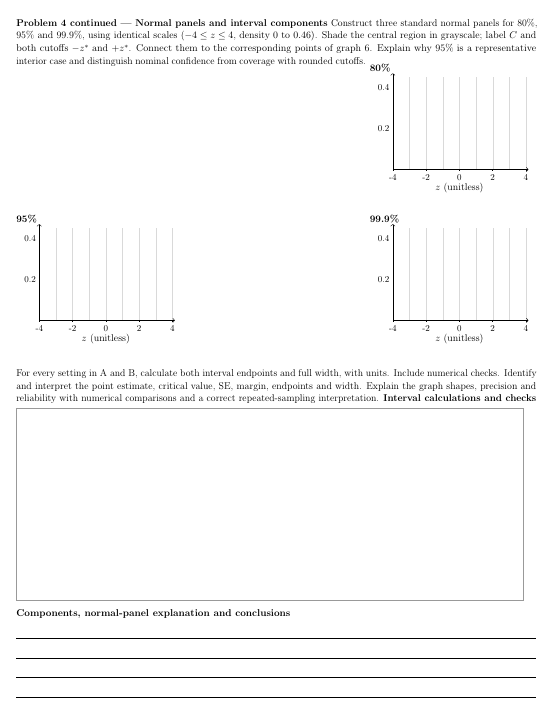 Problem 4 continued — Normal panels and interval components Construct three standard normal panels for 80%,
95% and 99.9%, using identical scales (−4 ≤ z ≤ 4, density 0 to 0.46). Shade the central region in grayscale; label C and
both cutoffs −z* and +z*. Connect them to the corresponding points of graph 6. Explain why 95% is a representative
interior case and distinguish nominal confidence from coverage with rounded cutoffs.
80%
0.4
0.2
-4 -2 0 2 4
z (unitless)
95%
0.4
0.2
-4 -2 0 2 4
z (unitless)
99.9%
0.4
0.2
-4 -2 0 2 4
z (unitless)
For every setting in A and B, calculate both interval endpoints and full width, with units. Include numerical checks. Identify
and interpret the point estimate, critical value, SE, margin, endpoints and width. Explain the graph shapes, precision and
reliability with numerical comparisons and a correct repeated-sampling interpretation. Interval calculations and checks
Components, normal-panel explanation and conclusions